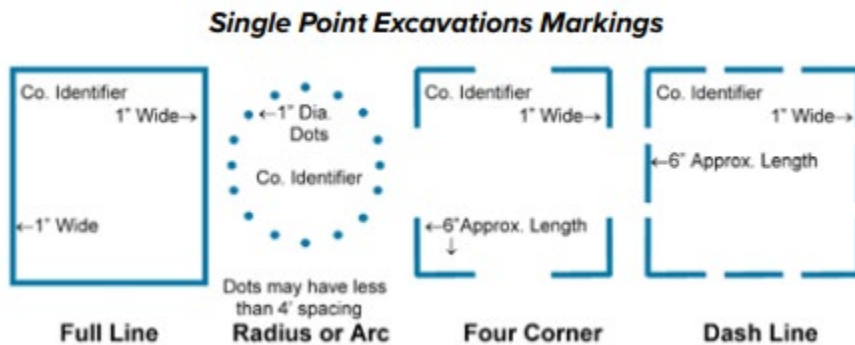 Single Point Excavations Markings
Co. Identifier
1" Wide→
←1" Wide
Full Line
←1" Dia.
Dots
Co. Identifier
Dots may have less
than 4' spacing
Radius or Arc
Co. Identifier
1" Wide→
←6"Approx. Length
↓
Four Corner
Co. Identifier
1" Wide→
←6" Approx. Length
Dash Line